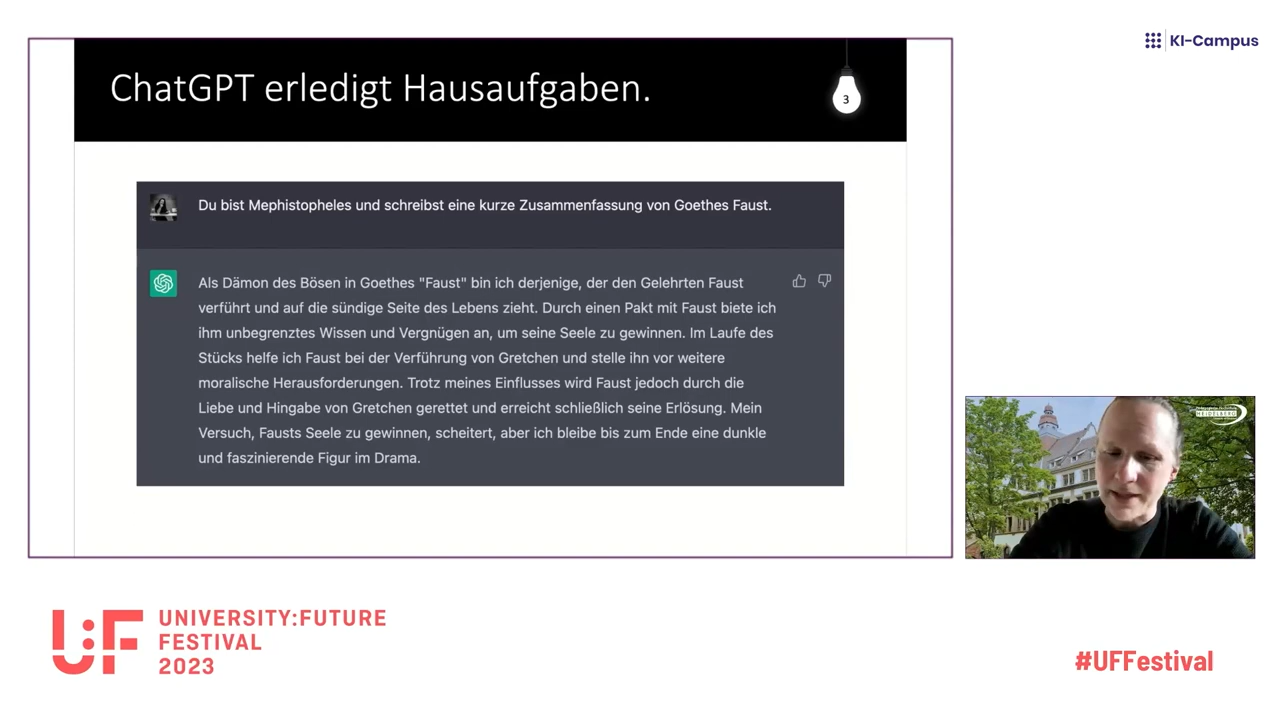 KI-Campus
ChatGPT erledigt Hausaufgaben.
3
Du bist Mephistopheles und schreibst eine kurze Zusammenfassung von Goethes Faust.
Als Dämon des Bösen in Goethes "Faust" bin ich derjenige, der den Gelehrten Faust
verführt und auf die sündige Seite des Lebens zieht. Durch einen Pakt mit Faust biete ich
ihm unbegrenztes Wissen und Vergnügen an, um seine Seele zu gewinnen. Im Laufe des
Stücks helfe ich Faust bei der Verführung von Gretchen und stelle ihn vor weitere
moralische Herausforderungen. Trotz meines Einflusses wird Faust jedoch durch die
Liebe und Hingabe von Gretchen gerettet und erreicht schließlich seine Erlösung. Mein
Versuch, Fausts Seele zu gewinnen, scheitert, aber ich bleibe bis zum Ende eine dunkle
und faszinierende Figur im Drama.
HEIDELBERG
U:F
UNIVERSITY:FUTURE
FESTIVAL
2023
#UFFestival